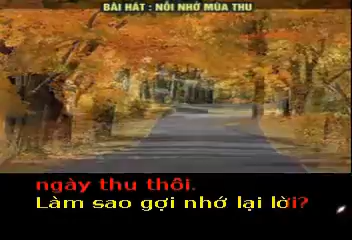 BÀI HÁT : NỖI NHỚ MÙA THU
ngày thu thôi.
Làm sao gợi nhớ lại lời?